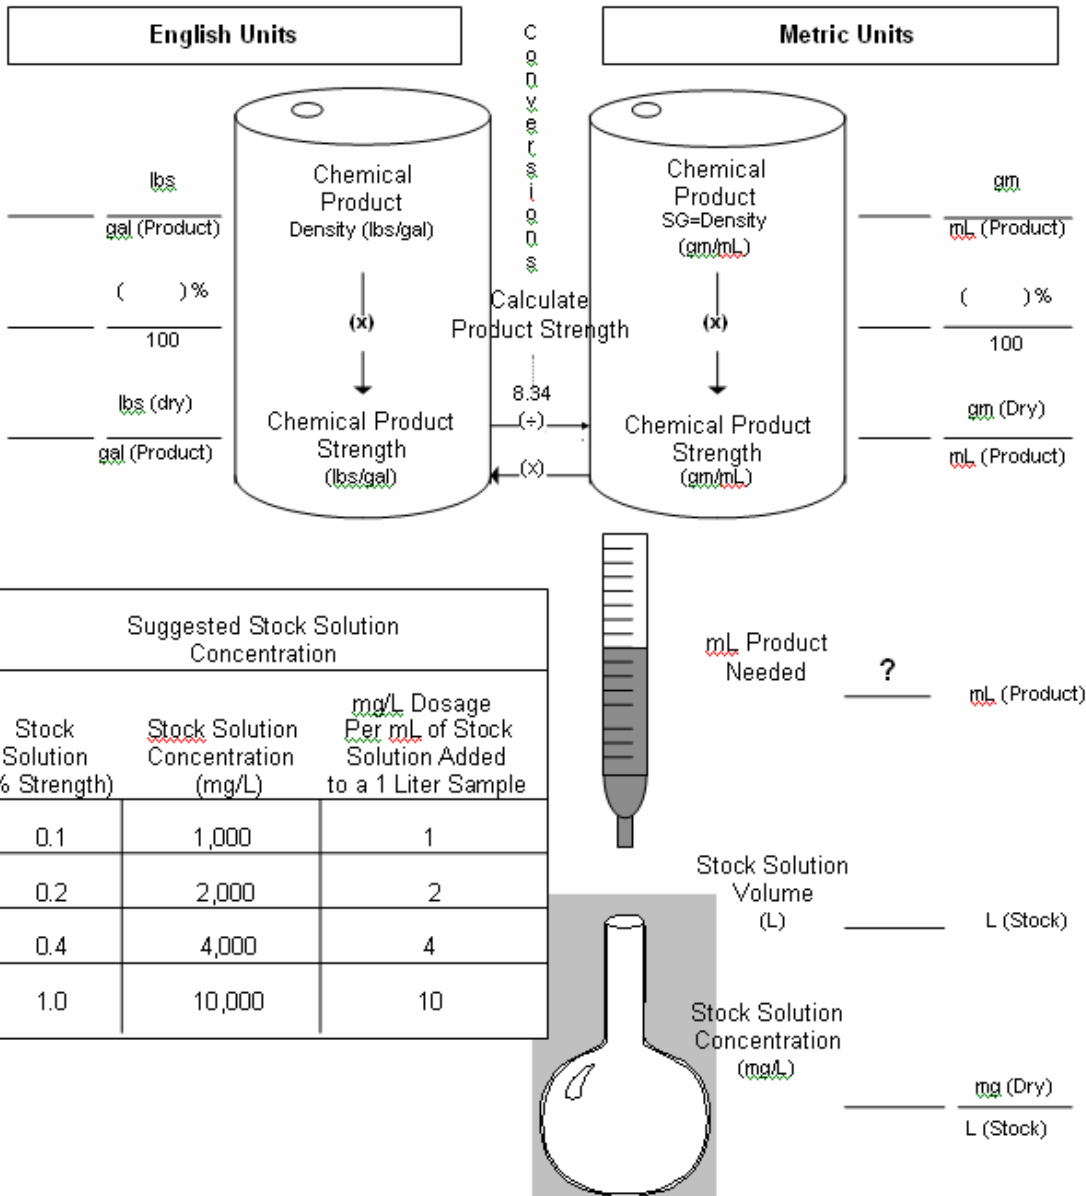 English Units
Metric Units
Conversions
lbs
gal (Product)
( ) %
100
lbs (dry)
gal (Product)
Chemical
Product
Density (lbs/gal)
(x)
Chemical Product
Strength
(lbs/gal)
Calculate
Product Strength
8.34
(÷)
(x)
Chemical
Product
SG=Density
(gm/mL)
(x)
Chemical Product
Strength
(gm/mL)
gm
mL (Product)
( ) %
100
gm (Dry)
mL (Product)
Suggested Stock Solution
Concentration
Stock
Solution
% Strength)
Stock Solution
Concentration
(mg/L)
mg/L Dosage
Per mL of Stock
Solution Added
to a 1 Liter Sample
0.1 1,000 1
0.2 2,000 2
0.4 4,000 4
1.0 10,000 10
mL Product
Needed
?
mL (Product)
Stock Solution
Volume
(L)
L (Stock)
Stock Solution
Concentration
(mg/L)
mg (Dry)
L (Stock)